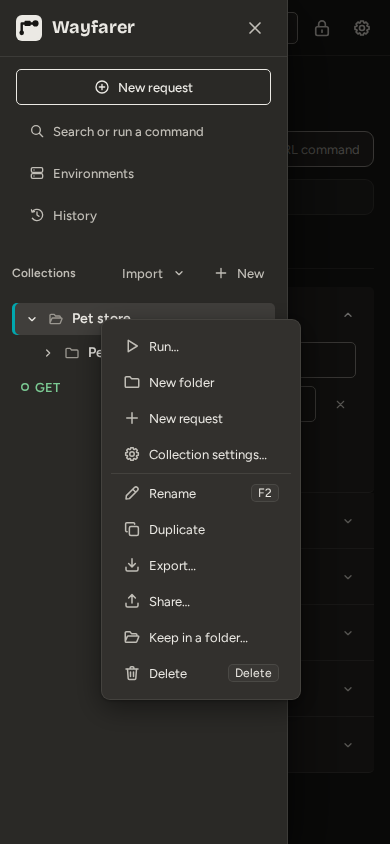 Wayfarer
New request
Search or run a command
RL command
Environments
History
Collections
Import
New
Pet store
Pe
GET
Run...
New folder
New request
Collection settings...
Rename F2
Duplicate
Export...
Share...
Keep in a folder...
Delete Delete